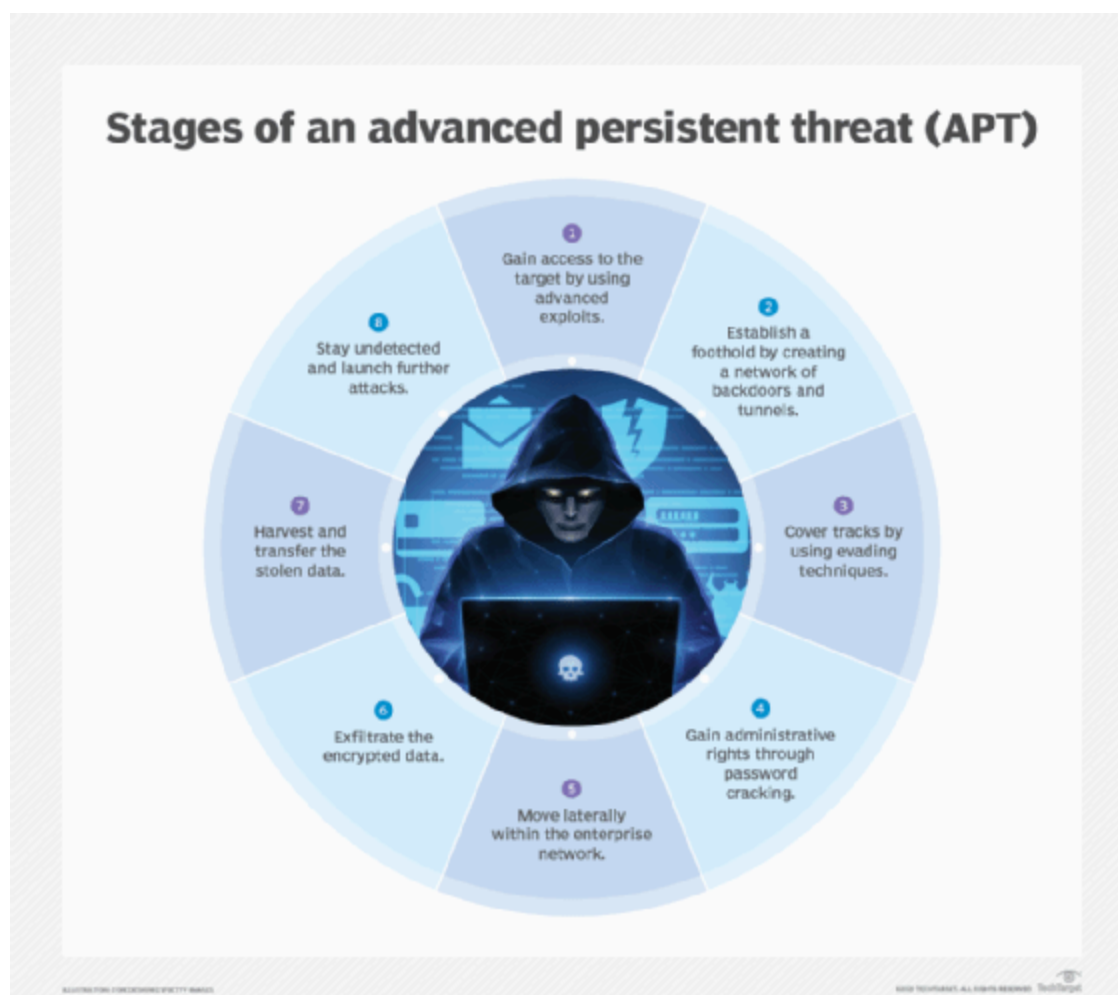 Stages of an advanced persistent threat (APT)
1
Gain access to the
target by using
advanced
exploits.
2
Establish a
foothold by creating
a network of
backdoors and
tunnels.
3
Cover tracks by
using evading
techniques.
4
Gain administrative
rights through
password
cracking.
5
Move laterally
within the enterprise
network.
6
Exfiltrate the
encrypted data.
7
Harvest and
transfer the
stolen data.
8
Stay undetected
and launch further
attacks.
TechTarget